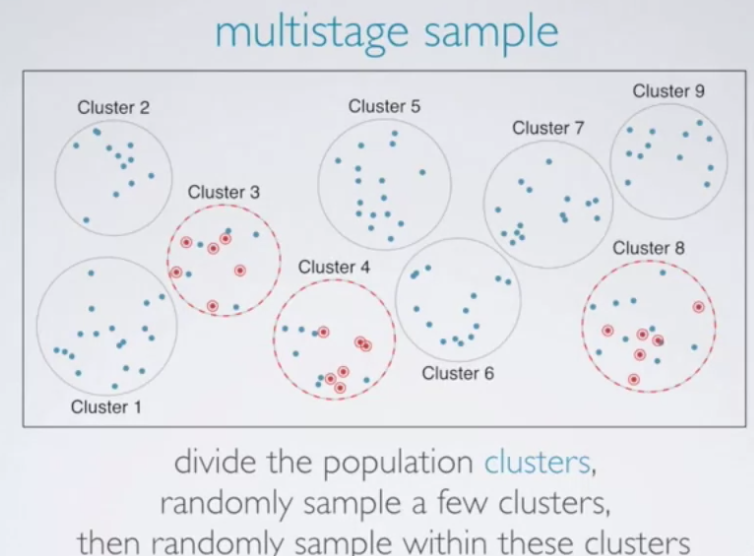 multistage sample
Cluster 9
Cluster 2
Cluster 5
Cluster 7
Cluster 3
Cluster 8
Cluster 4
Cluster 6
Cluster 1
divide the population clusters,
randomly sample a few clusters,
then randomly sample within these clusters